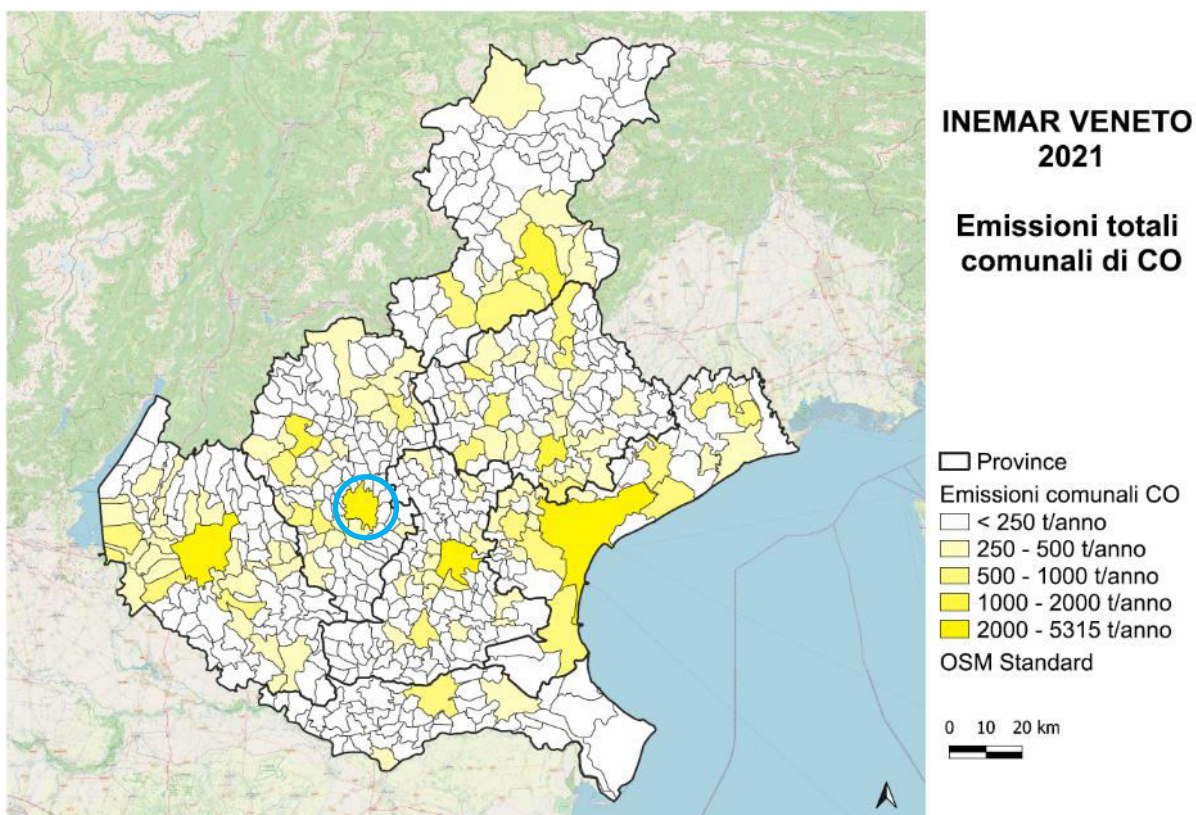 INEMAR VENETO
2021
Emissioni totali
comunali di CO
Province
Emissioni comunali CO
< 250 t/anno
250 - 500 t/anno
500 - 1000 t/anno
1000 - 2000 t/anno
2000 - 5315 t/anno
OSM Standard
0 10 20 km